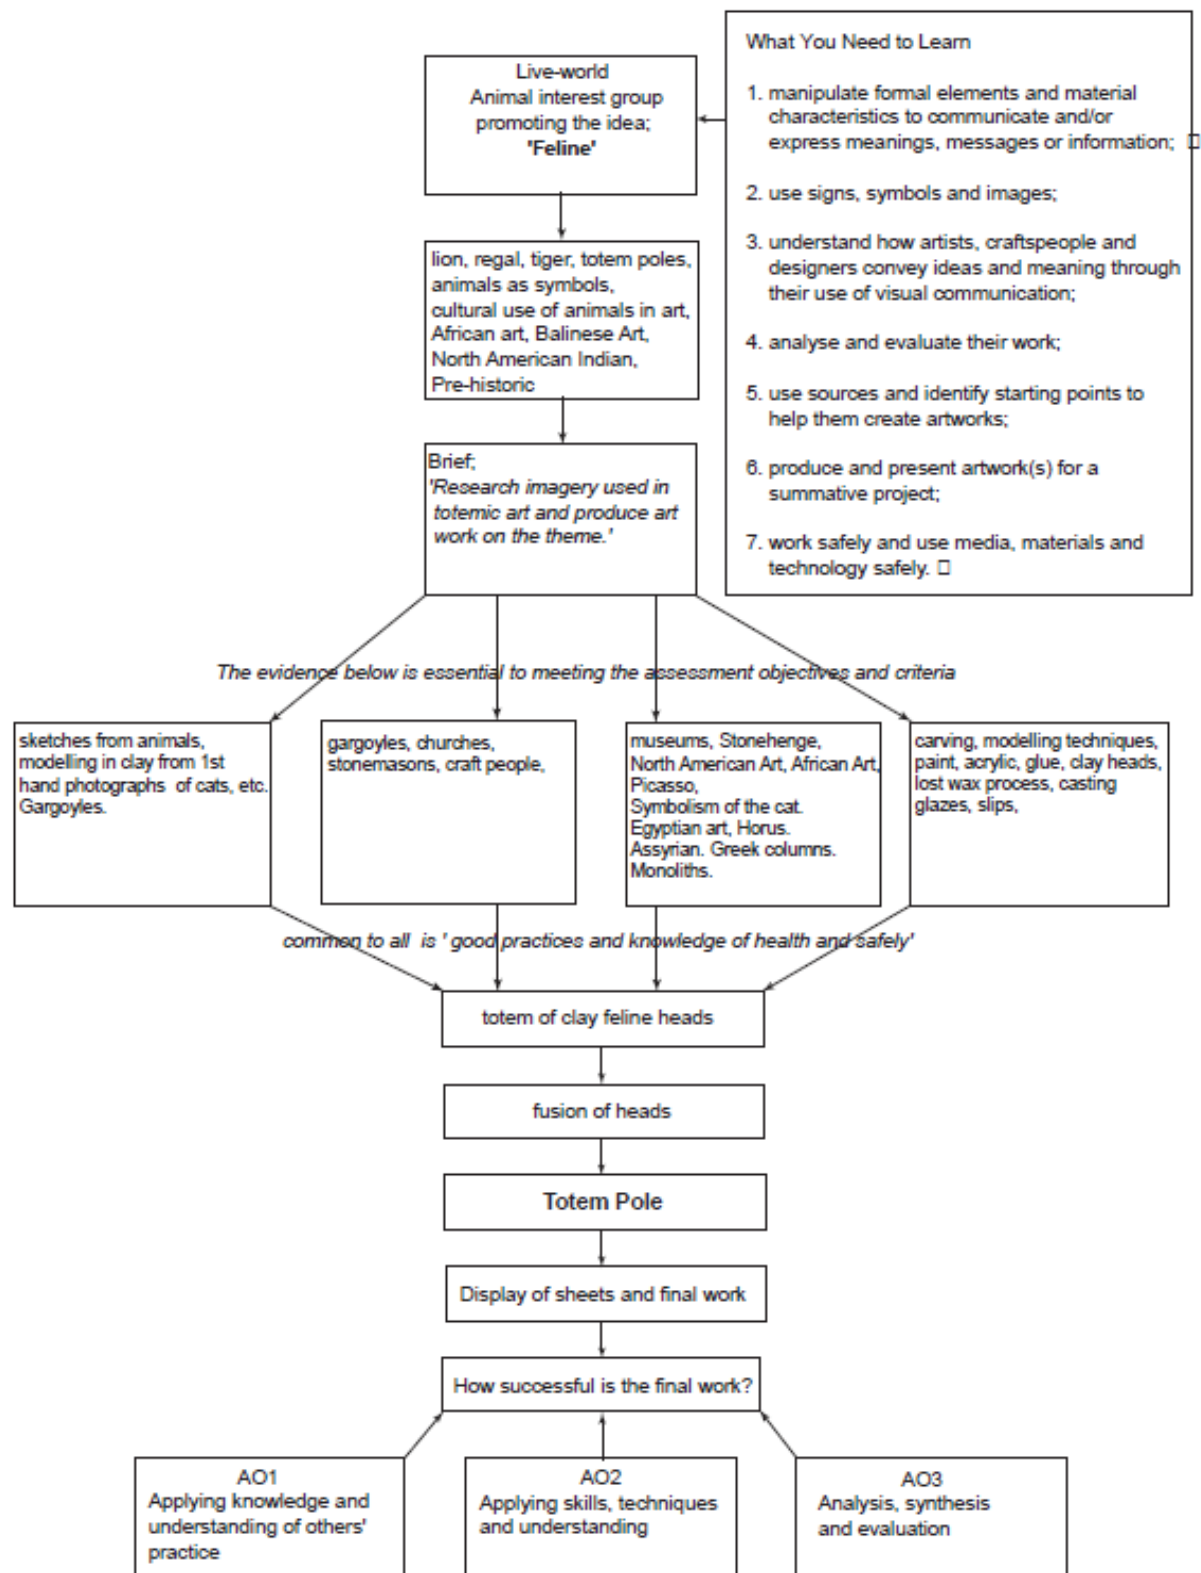 Live-world
Animal interest group
promoting the idea;
'Feline'
What You Need to Learn
1. manipulate formal elements and material
characteristics to communicate and/or
express meanings, messages or information; □
2. use signs, symbols and images;
3. understand how artists, craftspeople and
designers convey ideas and meaning through
their use of visual communication;
4. analyse and evaluate their work;
5. use sources and identify starting points to
help them create artworks;
6. produce and present artwork(s) for a
summative project;
7. work safely and use media, materials and
technology safely. □
lion, regal, tiger, totem poles,
animals as symbols,
cultural use of animals in art,
African art, Balinese Art,
North American Indian,
Pre-historic
Brief;
'Research imagery used in
totemic art and produce art
work on the theme.'
The evidence below is essential to meeting the assessment objectives and criteria
sketches from animals,
modelling in clay from 1st
hand photographs of cats, etc.
Gargoyles.
gargoyles, churches,
stonemasons, craft people,
museums, Stonehenge,
North American Art, African Art,
Picasso,
Symbolism of the cat.
Egyptian art, Horus.
Assyrian. Greek columns.
Monoliths.
carving, modelling techniques,
paint, acrylic, glue, clay heads,
lost wax process, casting
glazes, slips,
common to all is ' good practices and knowledge of health and safely'
totem of clay feline heads
fusion of heads
Totem Pole
Display of sheets and final work
How successful is the final work?
AO1
Applying knowledge and
understanding of others'
practice
AO2
Applying skills, techniques
and understanding
AO3
Analysis, synthesis
and evaluation